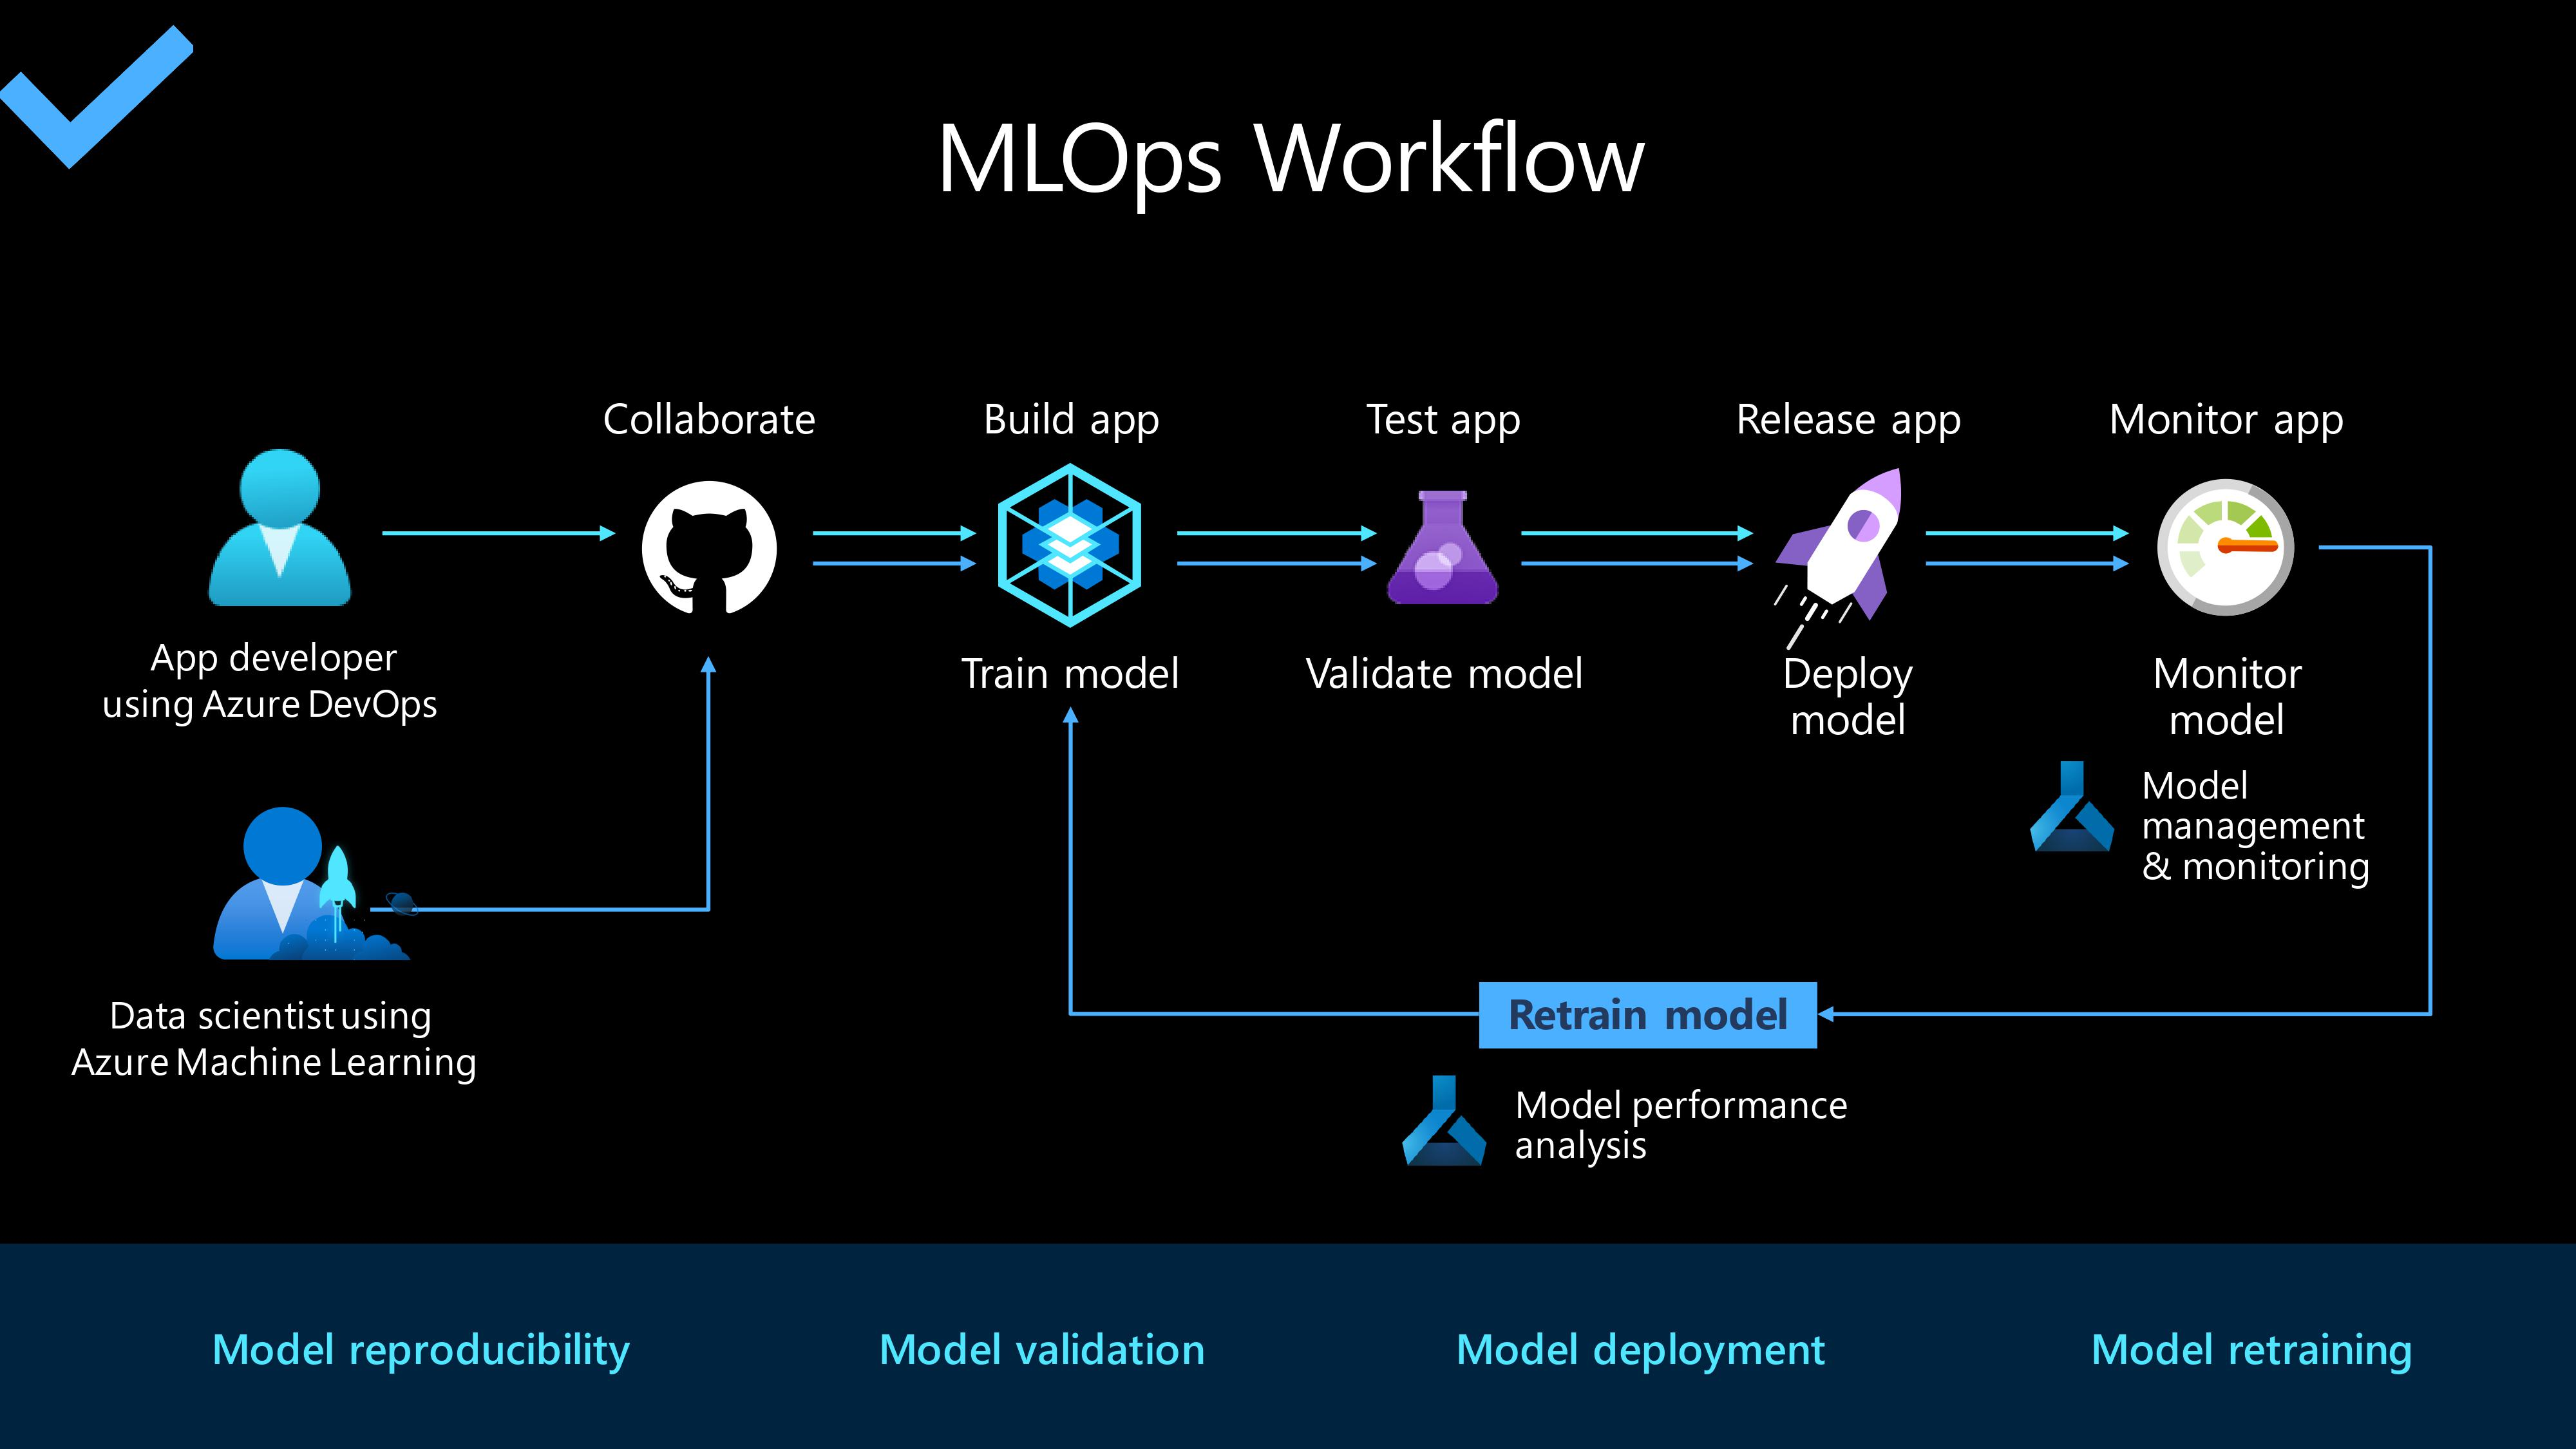 MLOps Workflow
Collaborate
Build app
Test app
Release app
Monitor app
App developer
using Azure DevOps
Train model
Validate model
Deploy
model
Monitor
model
Model
management
& monitoring
Data scientist using
Azure Machine Learning
Retrain model
Model performance
analysis
Model reproducibility
Model validation
Model deployment
Model retraining